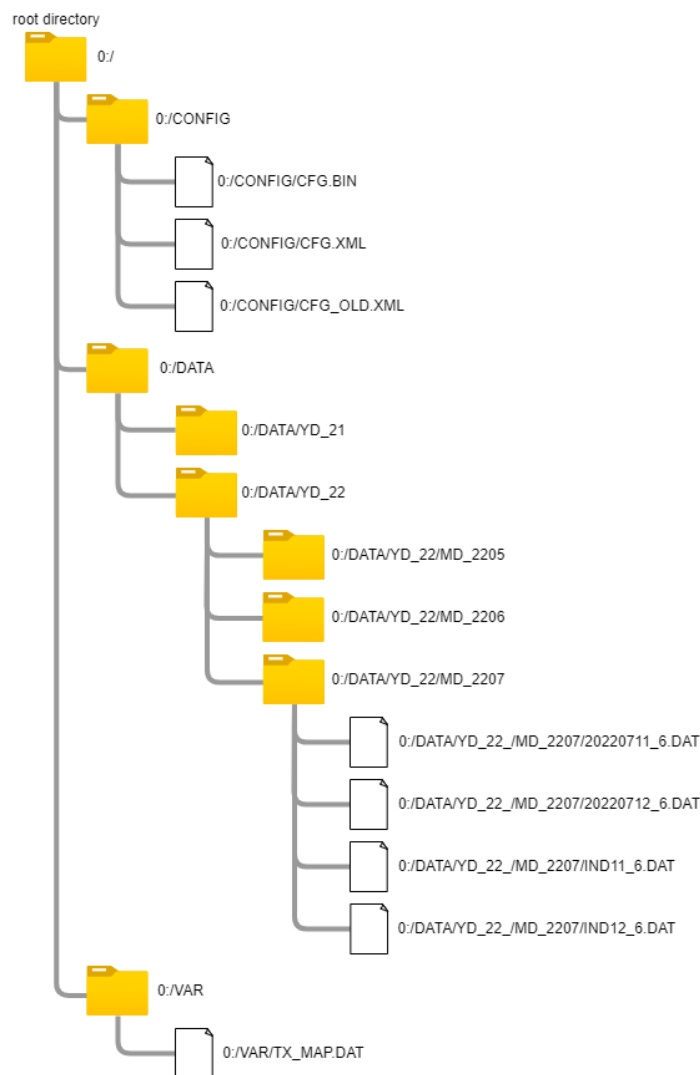 root directory
0:/
0:/CONFIG
0:/CONFIG/CFG.BIN
0:/CONFIG/CFG.XML
0:/CONFIG/CFG_OLD.XML
0:/DATA
0:/DATA/YD_21
0:/DATA/YD_22
0:/DATA/YD_22/MD_2205
0:/DATA/YD_22/MD_2206
0:/DATA/YD_22/MD_2207
0:/DATA/YD_22_/MD_2207/20220711_6.DAT
0:/DATA/YD_22_/MD_2207/20220712_6.DAT
0:/DATA/YD_22_/MD_2207/IND11_6.DAT
0:/DATA/YD_22_/MD_2207/IND12_6.DAT
0:/VAR
0:/VAR/TX_MAP.DAT